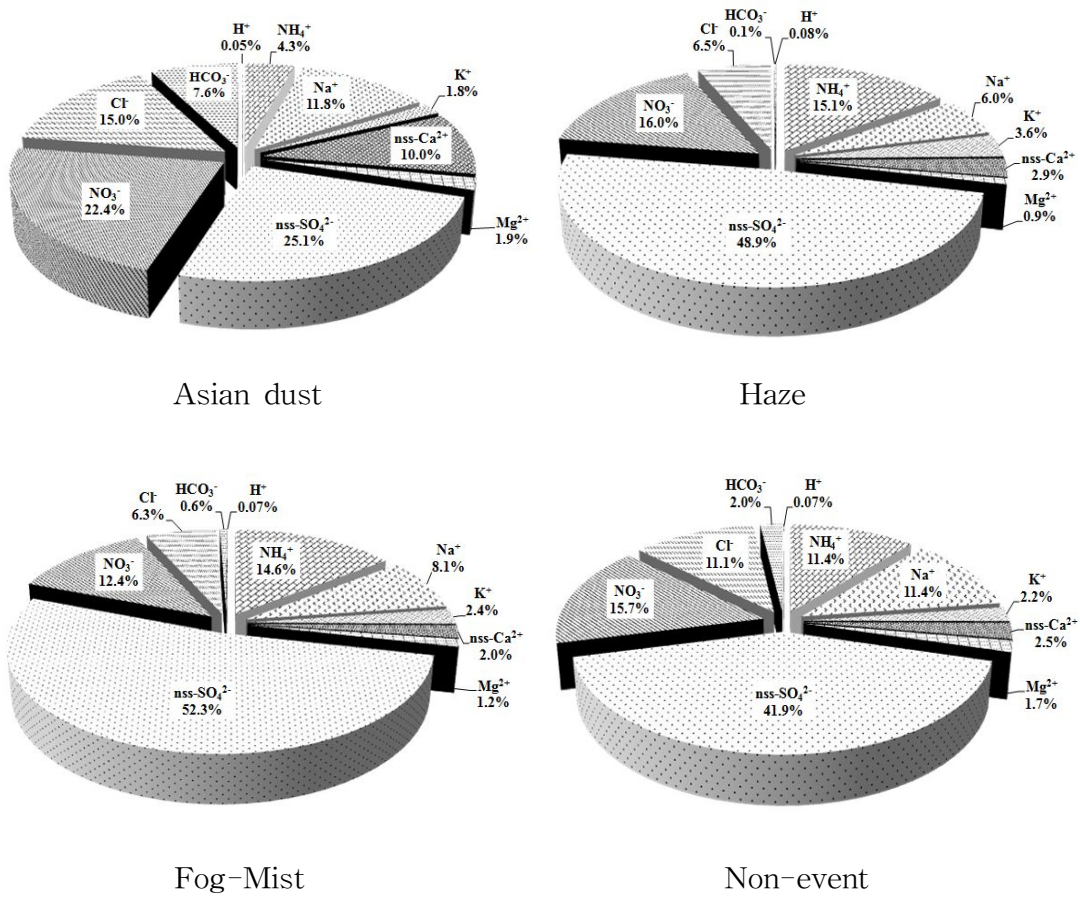 H⁺
0.05%
NH₄⁺
4.3%
Na⁺
11.8%
K⁺
1.8%
nss-Ca²⁺
10.0%
Mg²⁺
1.9%
nss-SO₄²⁻
25.1%
NO₃⁻
22.4%
Cl⁻
15.0%
HCO₃⁻
7.6%
Asian dust
H⁺
0.08%
NH₄⁺
15.1%
Na⁺
6.0%
K⁺
3.6%
nss-Ca²⁺
2.9%
Mg²⁺
0.9%
nss-SO₄²⁻
48.9%
NO₃⁻
16.0%
Cl⁻
6.5%
HCO₃⁻
0.1%
Haze
H⁺
0.07%
NH₄⁺
14.6%
Na⁺
8.1%
K⁺
2.4%
nss-Ca²⁺
2.0%
Mg²⁺
1.2%
nss-SO₄²⁻
52.3%
NO₃⁻
12.4%
Cl⁻
6.3%
HCO₃⁻
0.6%
Fog-Mist
H⁺
0.07%
NH₄⁺
11.4%
Na⁺
11.4%
K⁺
2.2%
nss-Ca²⁺
2.5%
Mg²⁺
1.7%
nss-SO₄²⁻
41.9%
NO₃⁻
15.7%
Cl⁻
11.1%
HCO₃⁻
2.0%
Non-event